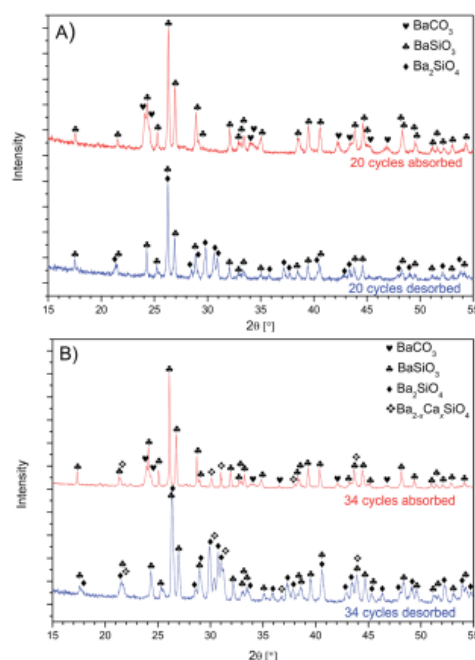 A)
♥ BaCO₃
♣ BaSiO₃
♦ Ba₂SiO₄
Intensity
20 cycles absorbed
20 cycles desorbed
15 20 25 30 35 40 45 50 55
2θ [°]
B)
♥ BaCO₃
♣ BaSiO₃
♦ Ba₂SiO₄
✣ Ba₂₋ₓCaₓSiO₄
Intensity
34 cycles absorbed
34 cycles desorbed
15 20 25 30 35 40 45 50 55
2θ [°]